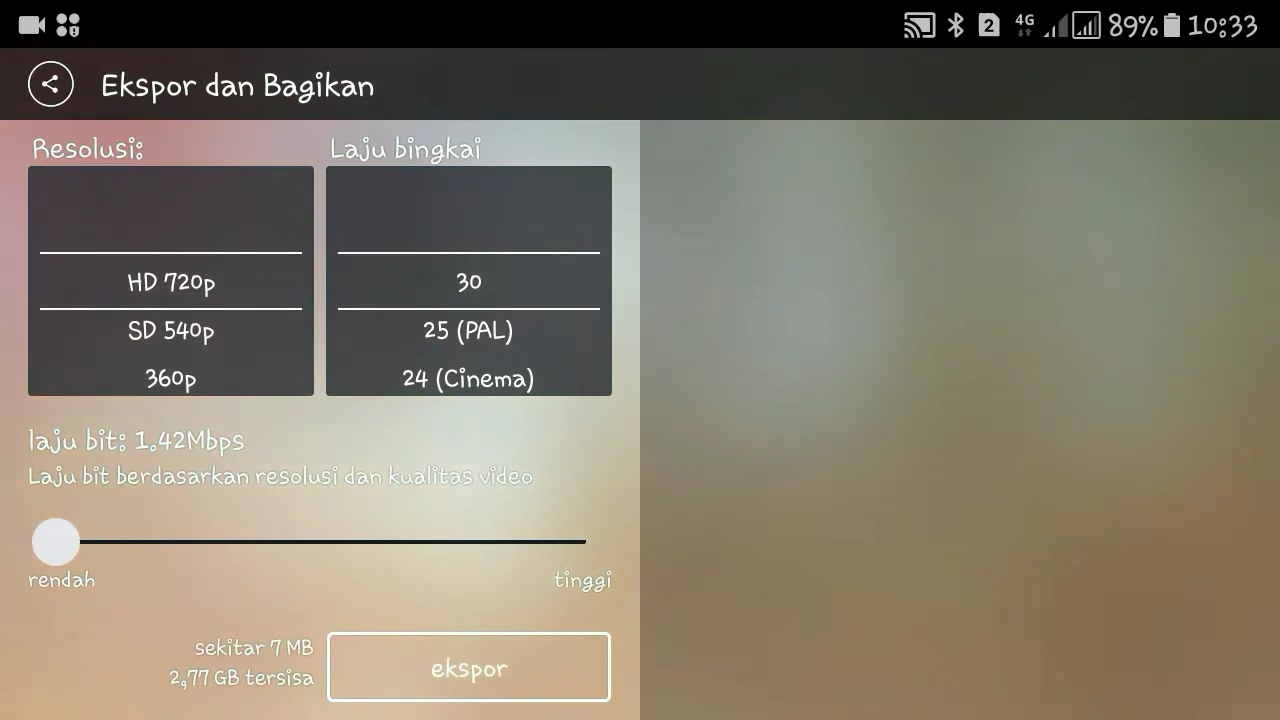 2 4G 89% 10:33
Ekspor dan Bagikan
Resolusi:
HD 720p
SD 540p
360p
Laju bingkai
30
25 (PAL)
24 (Cinema)
laju bit: 1.42Mbps
Laju bit berdasarkan resolusi dan kualitas video
rendah tinggi
sekitar 7 MB
2,77 GB tersisa
ekspor